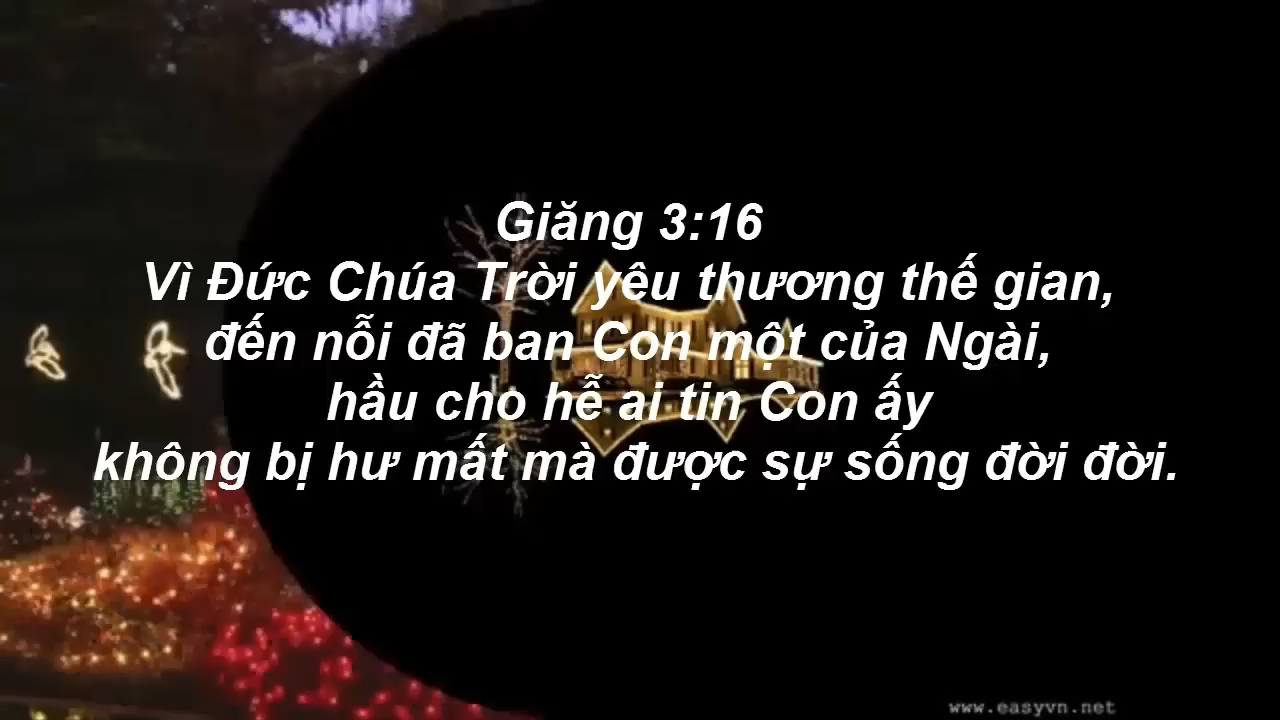 Giăng 3:16
Vì Đức Chúa Trời yêu thương thế gian,
đến nỗi đã ban Con một của Ngài,
hầu cho hễ ai tin Con ấy
không bị hư mất mà được sự sống đời đời.
www.easyvn.net